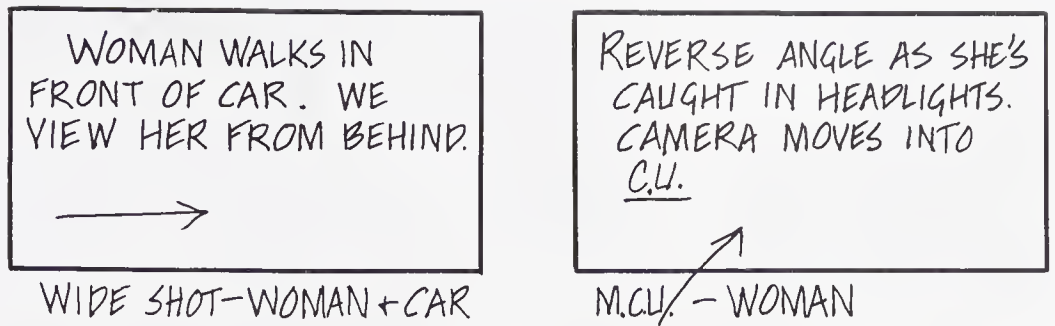 WOMAN WALKS IN
FRONT OF CAR. WE
VIEW HER FROM BEHIND.
WIDE SHOT-WOMAN + CAR
REVERSE ANGLE AS SHE'S
CAUGHT IN HEADLIGHTS.
CAMERA MOVES INTO
C.U.
M.C.U. - WOMAN